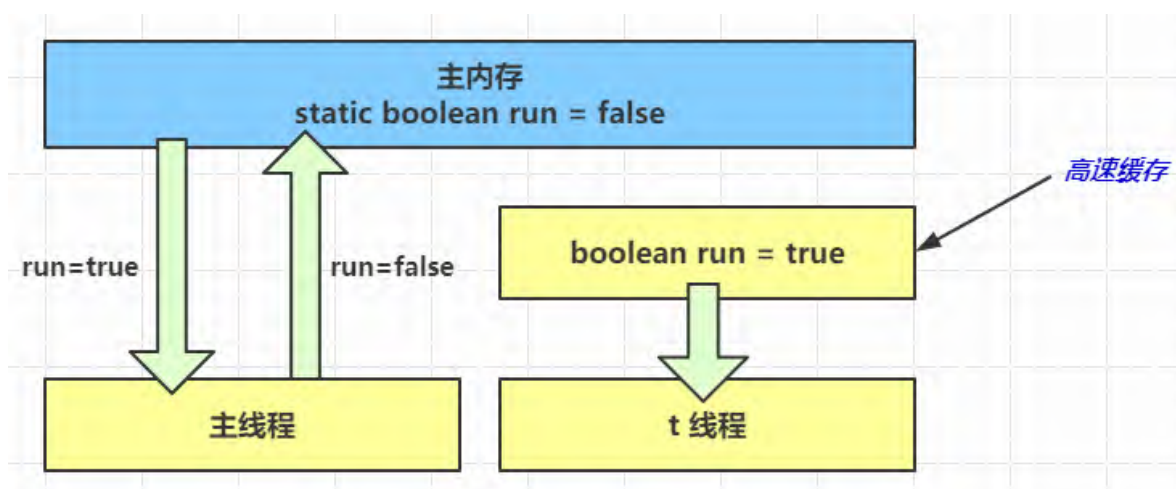 主内存
static boolean run = false
高速缓存
boolean run = true
run=true
run=false
主线程
t 线程